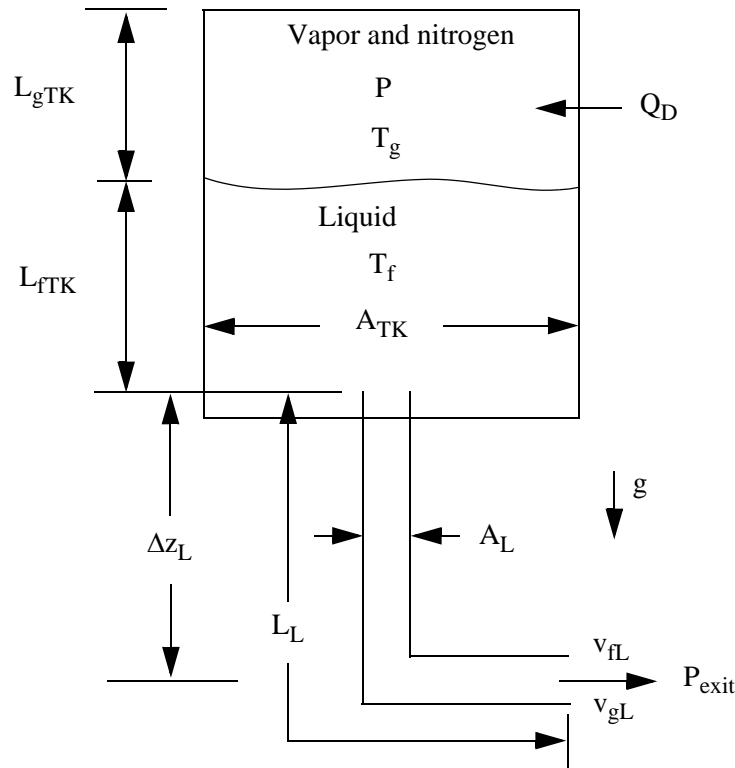 Vapor and nitrogen
L_gTK
P
Q_D
T_g
Liquid
T_f
L_fTK
A_TK
g
Δz_L
A_L
L_L
v_fL
P_exit
v_gL